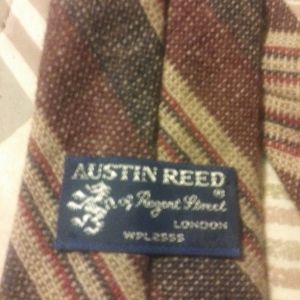 AUSTIN REED
of Regent Street
LONDON
WPL2555